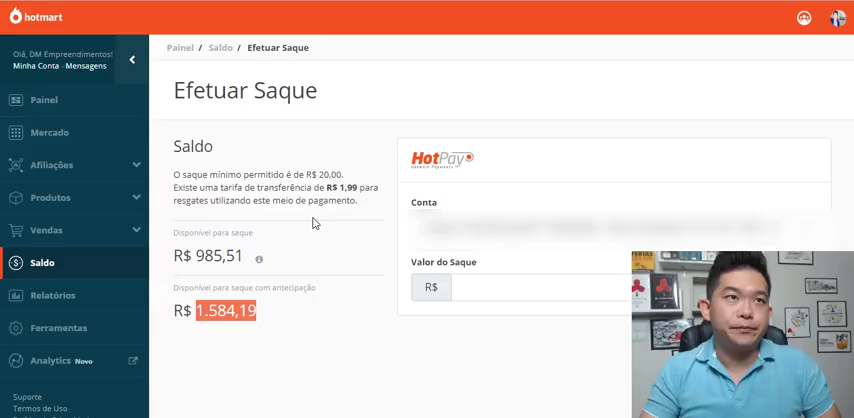 hotmart
Olá, DM Empreendimentos!
Minha Conta · Mensagens
Painel
Mercado
Afiliações
Produtos
Vendas
Saldo
Relatórios
Ferramentas
Analytics Novo
Suporte
Termos de Uso
Painel / Saldo / Efetuar Saque
Efetuar Saque
Saldo
O saque mínimo permitido é de R$ 20,00.
Existe uma tarifa de transferência de R$ 1,99 para
resgates utilizando este meio de pagamento.
Disponível para saque
R$ 985,51
Disponível para saque com antecipação
R$ 1.584,19
HotPay
Conta
Valor do Saque
R$